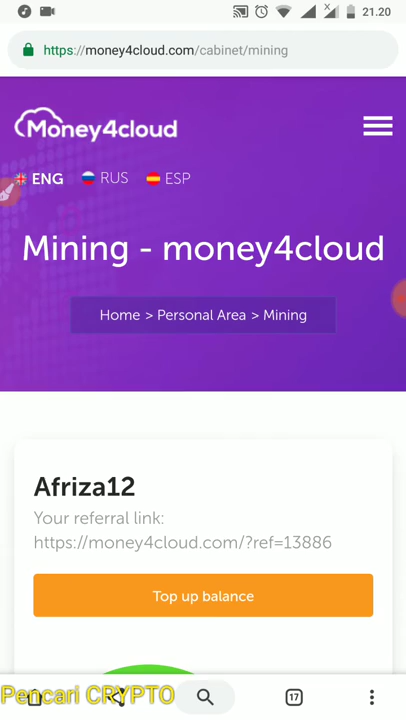 21.20
https://money4cloud.com/cabinet/mining
Money4cloud
ENG RUS ESP
Mining - money4cloud
Home > Personal Area > Mining
Afriza12
Your referral link:
https://money4cloud.com/?ref=13886
Top up balance
Pencari CRYPTO
17